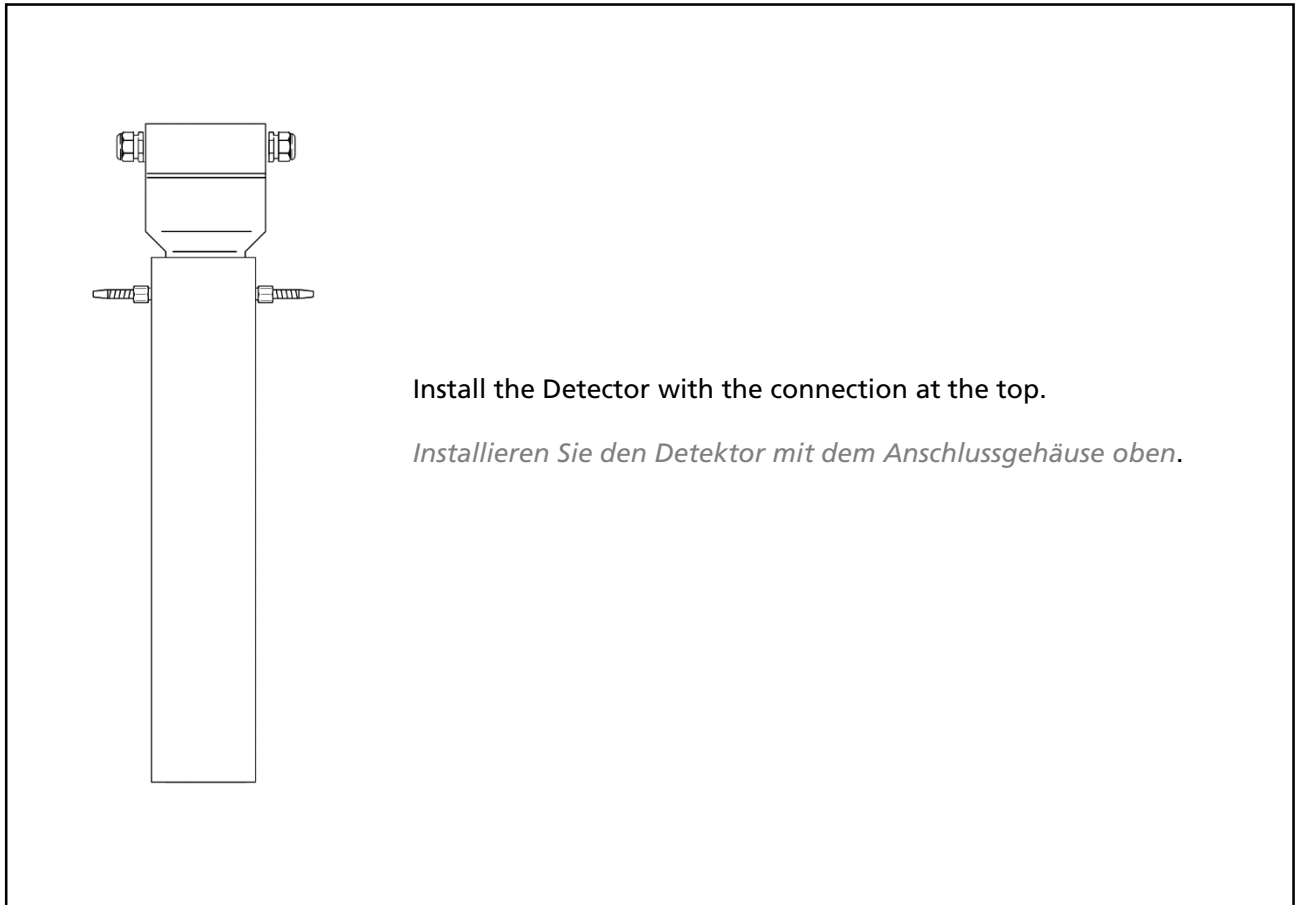 Install the Detector with the connection at the top.
Installieren Sie den Detektor mit dem Anschlussgehäuse oben.